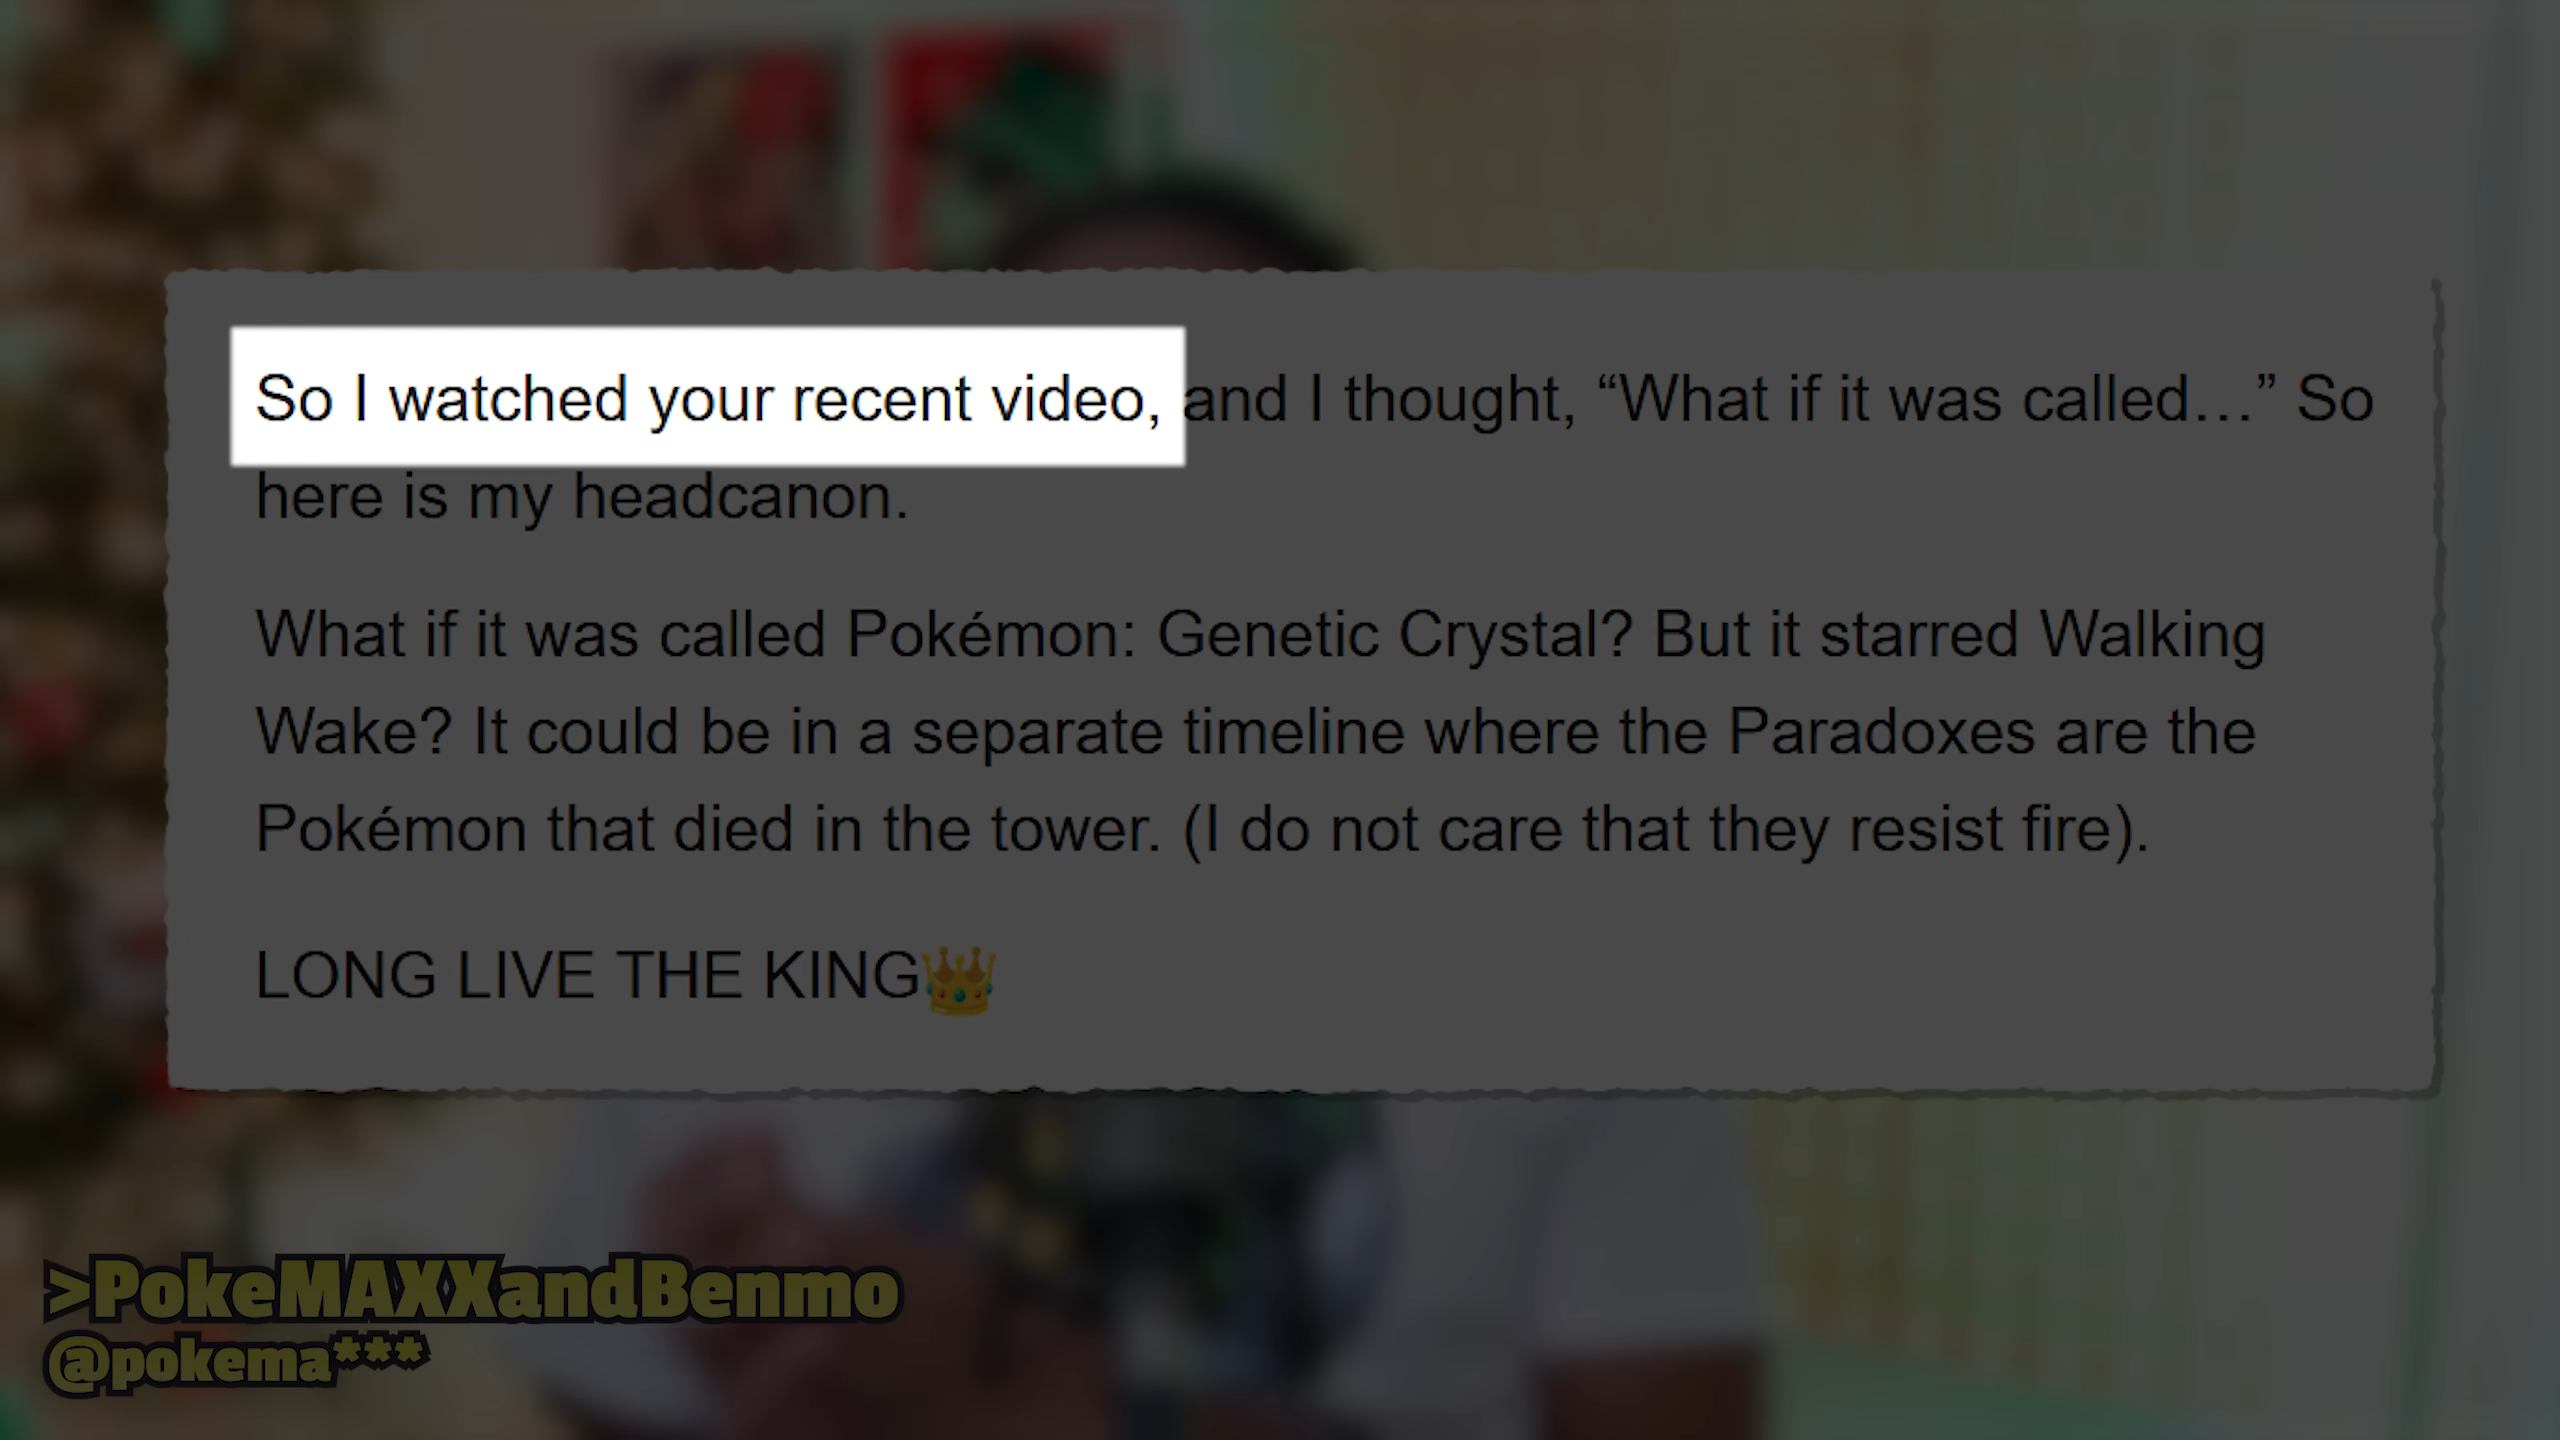 So I watched your recent video, and I thought, “What if it was called…” So
here is my headcanon.
What if it was called Pokémon: Genetic Crystal? But it starred Walking
Wake? It could be in a separate timeline where the Paradoxes are the
Pokémon that died in the tower. (I do not care that they resist fire).
LONG LIVE THE KING👑
>PokeMAXXandBenmo
@pokema***